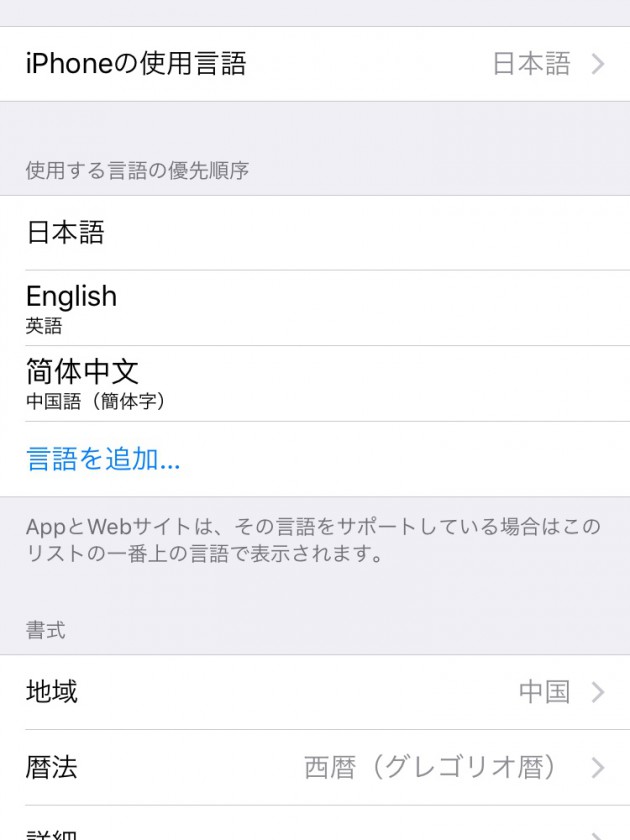 iPhoneの使用言語 日本語
使用する言語の優先順序
日本語
English
英語
简体中文
中国語（簡体字）
言語を追加...
AppとWebサイトは、その言語をサポートしている場合はこの
リストの一番上の言語で表示されます。
書式
地域 中国
暦法 西暦（グレゴリオ暦）